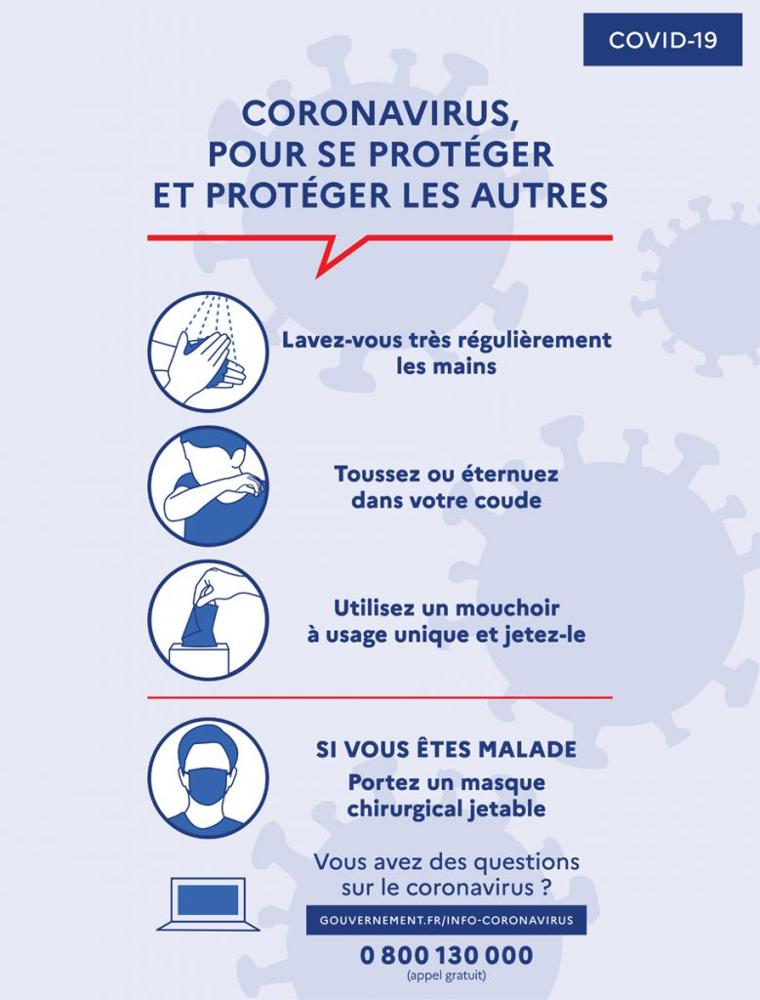 COVID-19
CORONAVIRUS,
POUR SE PROTÉGER
ET PROTÉGER LES AUTRES
Lavez-vous très régulièrement
les mains
Toussez ou éternuez
dans votre coude
Utilisez un mouchoir
à usage unique et jetez-le
SI VOUS ÊTES MALADE
Portez un masque
chirurgical jetable
Vous avez des questions
sur le coronavirus ?
GOUVERNEMENT.FR/INFO-CORONAVIRUS
0 800 130 000
(appel gratuit)